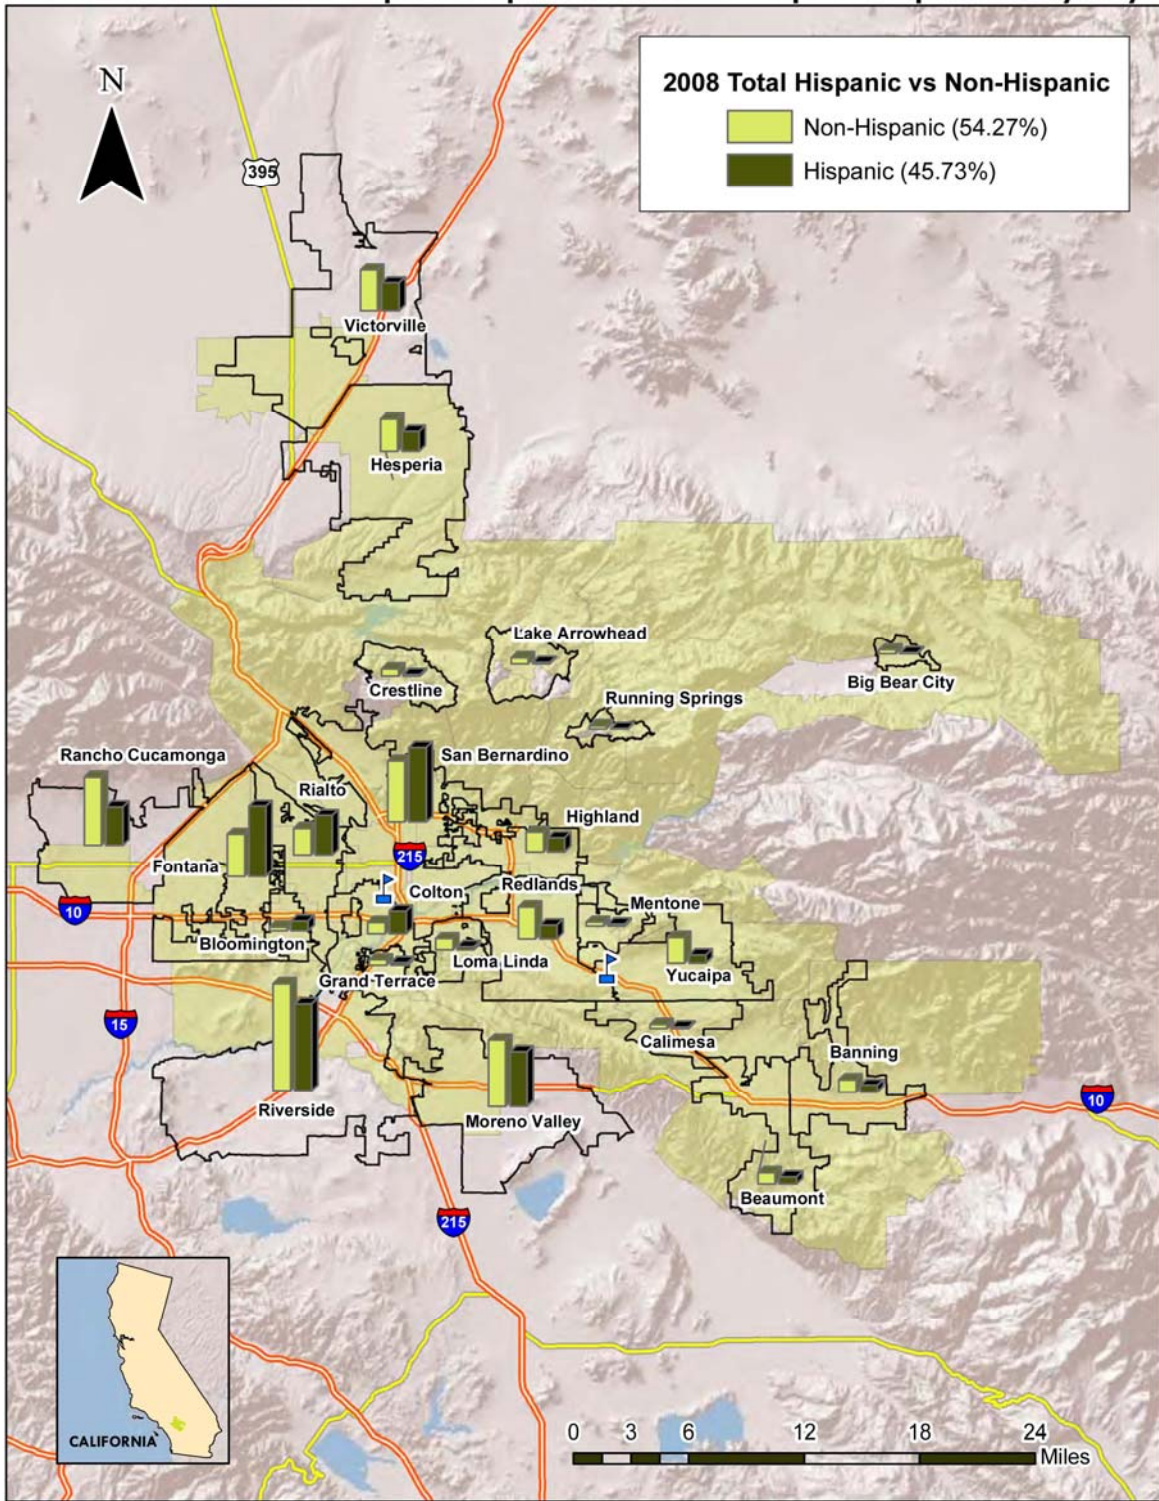 2008 Total Hispanic vs Non-Hispanic
Non-Hispanic (54.27%)
Hispanic (45.73%)
N
395
Victorville
Hesperia
Lake Arrowhead
Crestline
Big Bear City
Running Springs
Rancho Cucamonga
San Bernardino
Rialto
Highland
Fontana
215
Colton
Redlands
Mentone
10
Bloomington
Loma Linda
Yucaipa
Grand Terrace
15
Calimesa
Banning
Riverside
Moreno Valley
10
Beaumont
215
CALIFORNIA
0 3 6 12 18 24
Miles